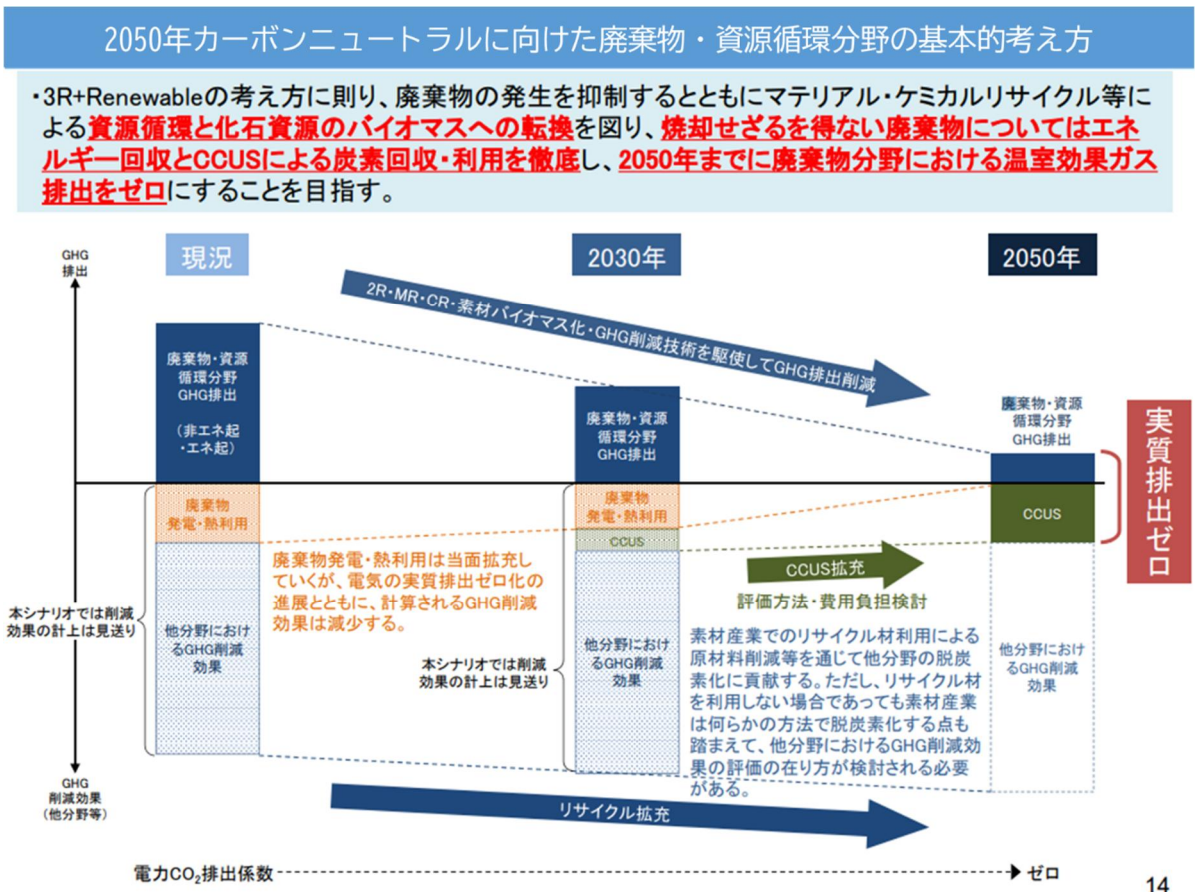 2050年カーボンニュートラルに向けた廃棄物・資源循環分野の基本的考え方
・3R+Renewableの考え方に則り、廃棄物の発生を抑制するとともにマテリアル・ケミカルリサイクル等に
よる資源循環と化石資源のバイオマスへの転換を図り、焼却せざるを得ない廃棄物についてはエネ
ルギー回収とCCUSによる炭素回収・利用を徹底し、2050年までに廃棄物分野における温室効果ガス
排出をゼロにすることを目指す。
GHG
排出
現況
2030年
2050年
2R・MR・CR・素材バイオマス化・GHG削減技術を駆使してGHG排出削減
廃棄物・資源
循環分野
GHG排出
(非エネ起
・エネ起)
廃棄物・資源
循環分野
GHG排出
廃棄物・資源
循環分野
GHG排出
実質排出ゼロ
廃棄物
発電・熱利用
廃棄物
発電・熱利用
CCUS
CCUS
廃棄物発電・熱利用は当面拡充し
ていくが、電気の実質排出ゼロ化の
進展とともに、計算されるGHG削減
効果は減少する。
CCUS拡充
評価方法・費用負担検討
本シナリオでは削減
効果の計上は見送り
他分野におけ
るGHG削減
効果
本シナリオでは削減
効果の計上は見送り
他分野におけ
るGHG削減
効果
素材産業でのリサイクル材利用による
原材料削減等を通じて他分野の脱炭
素化に貢献する。ただし、リサイクル材
を利用しない場合であっても素材産業
は何らかの方法で脱炭素化する点も
踏まえて、他分野におけるGHG削減効
果の評価の在り方が検討される必要
がある。
他分野におけ
るGHG削減
効果
GHG
削減効果
(他分野等)
リサイクル拡充
電力CO₂排出係数
ゼロ
14